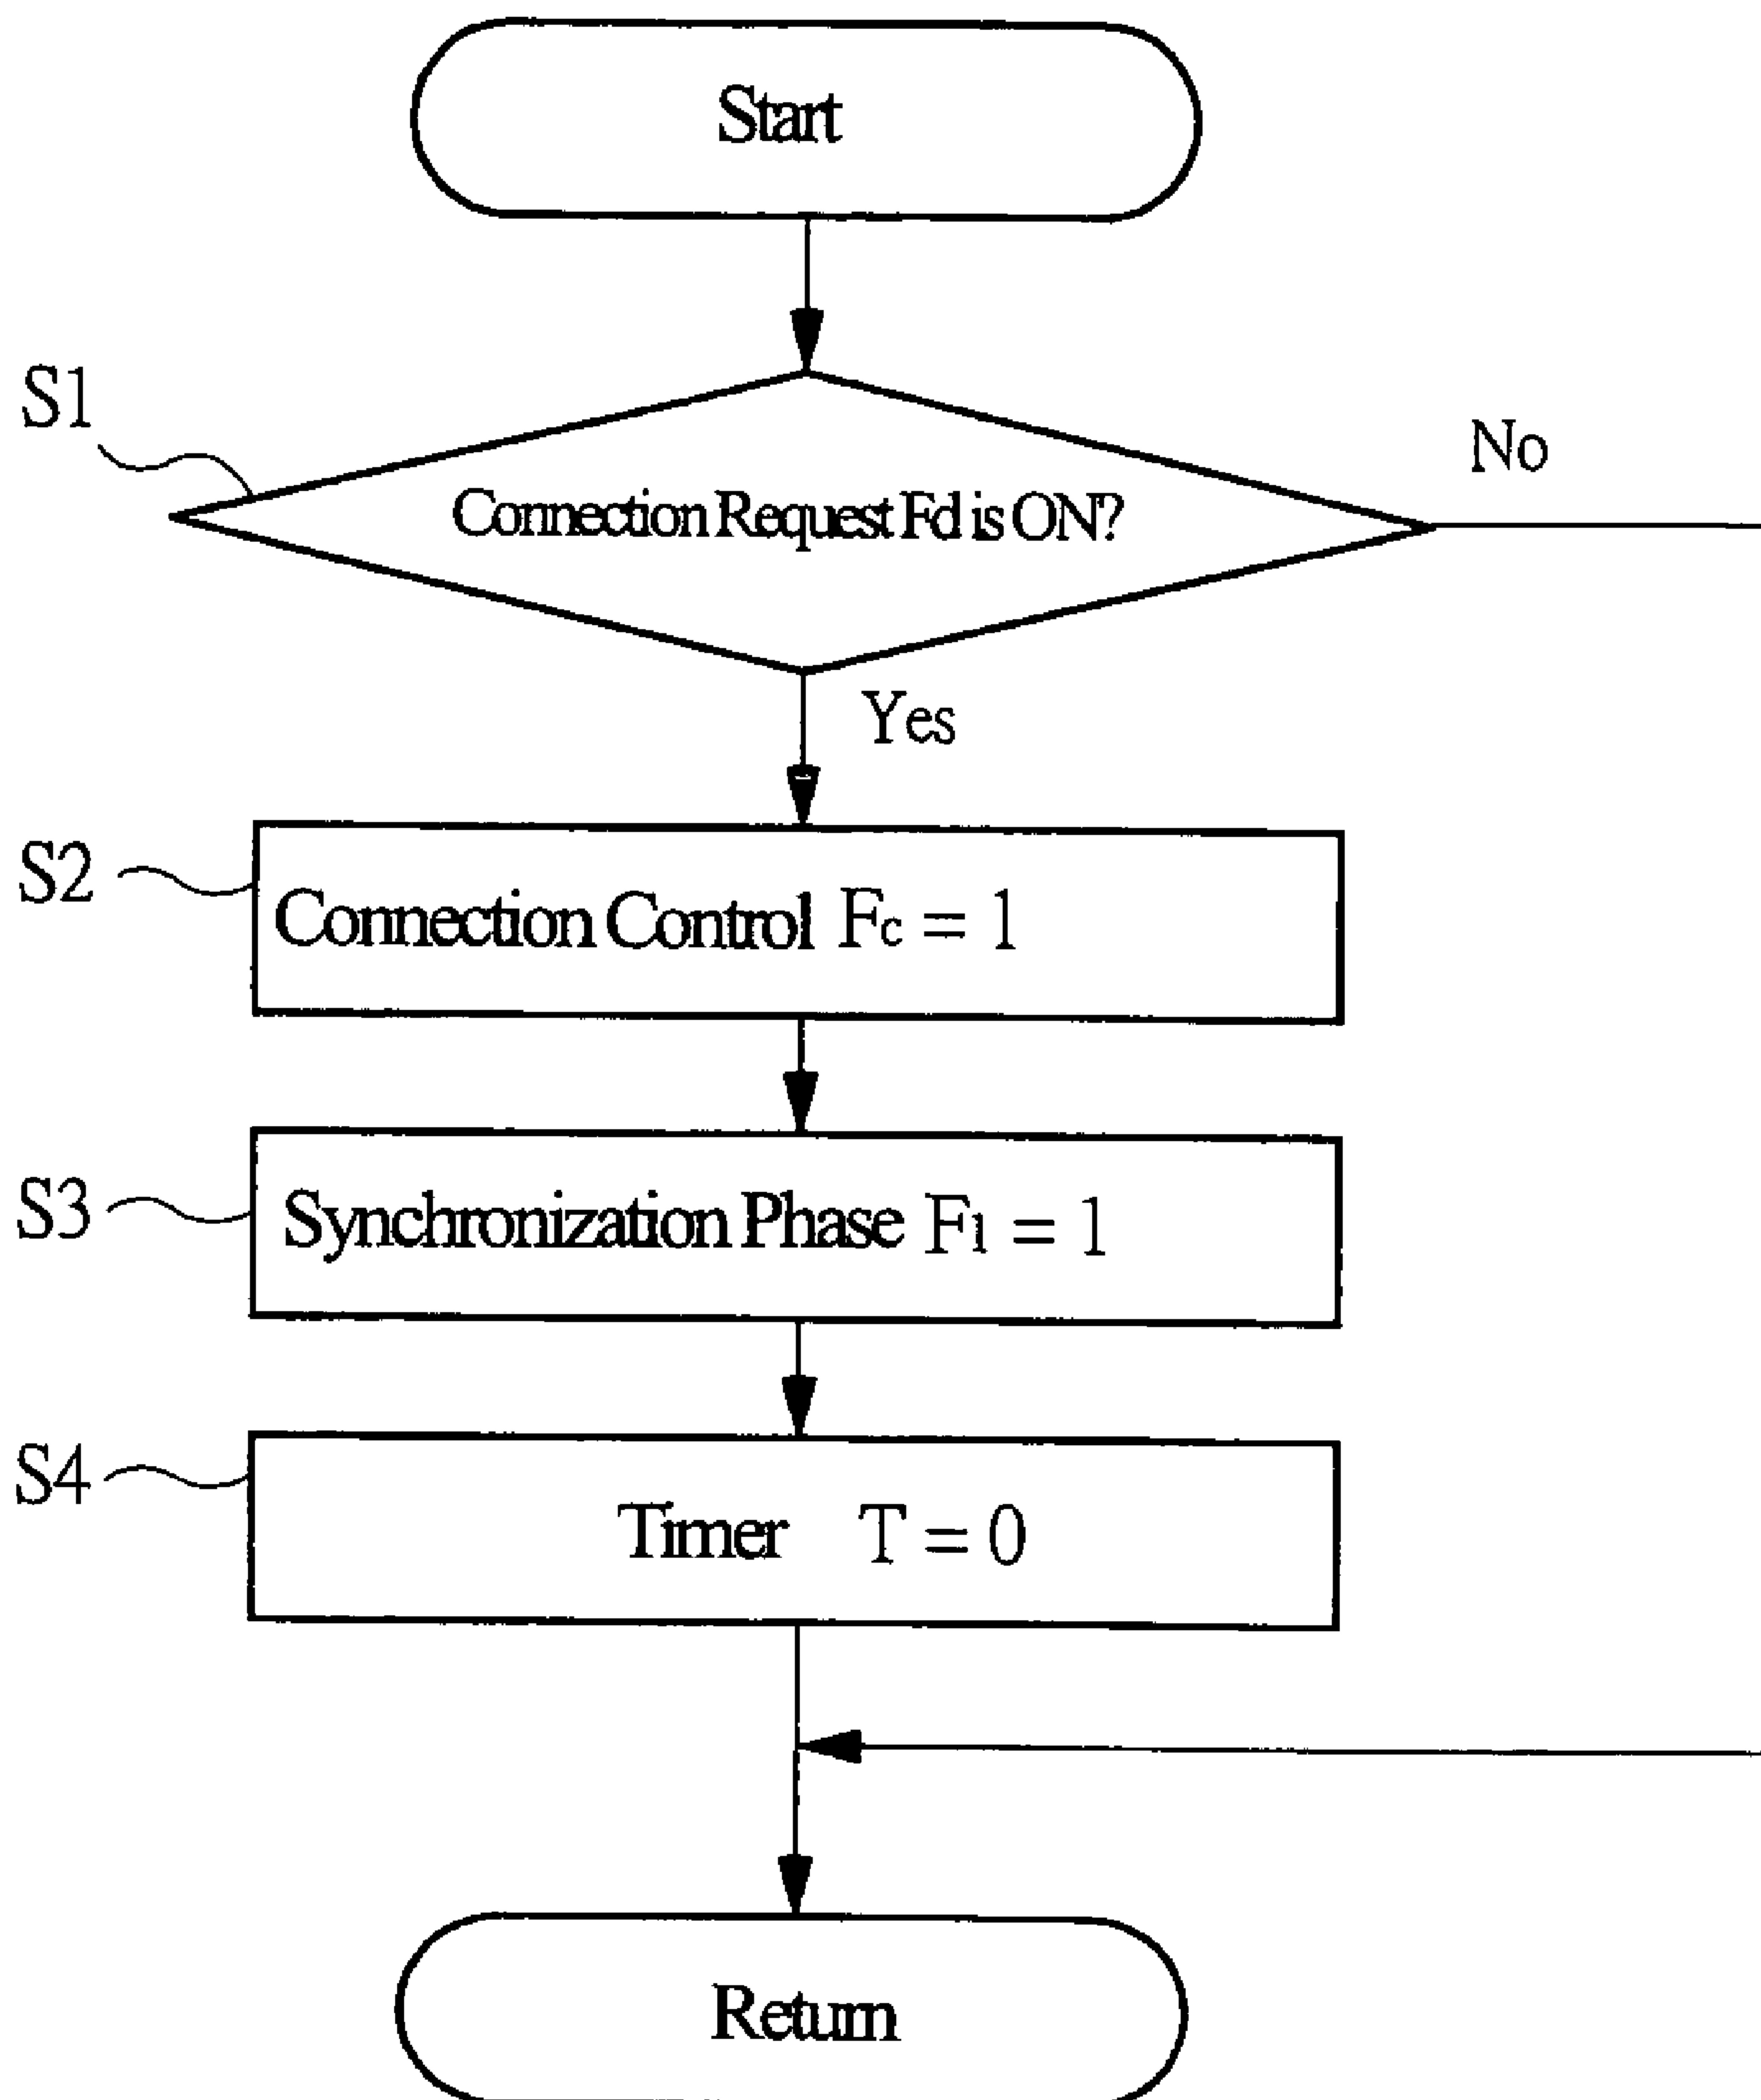 Start
S1
No
Connection Request Fd is ON?
Yes
S2
Connection Control Fc = 1
S3
Synchronization Phase F1 = 1
S4
Timer T = 0
Return